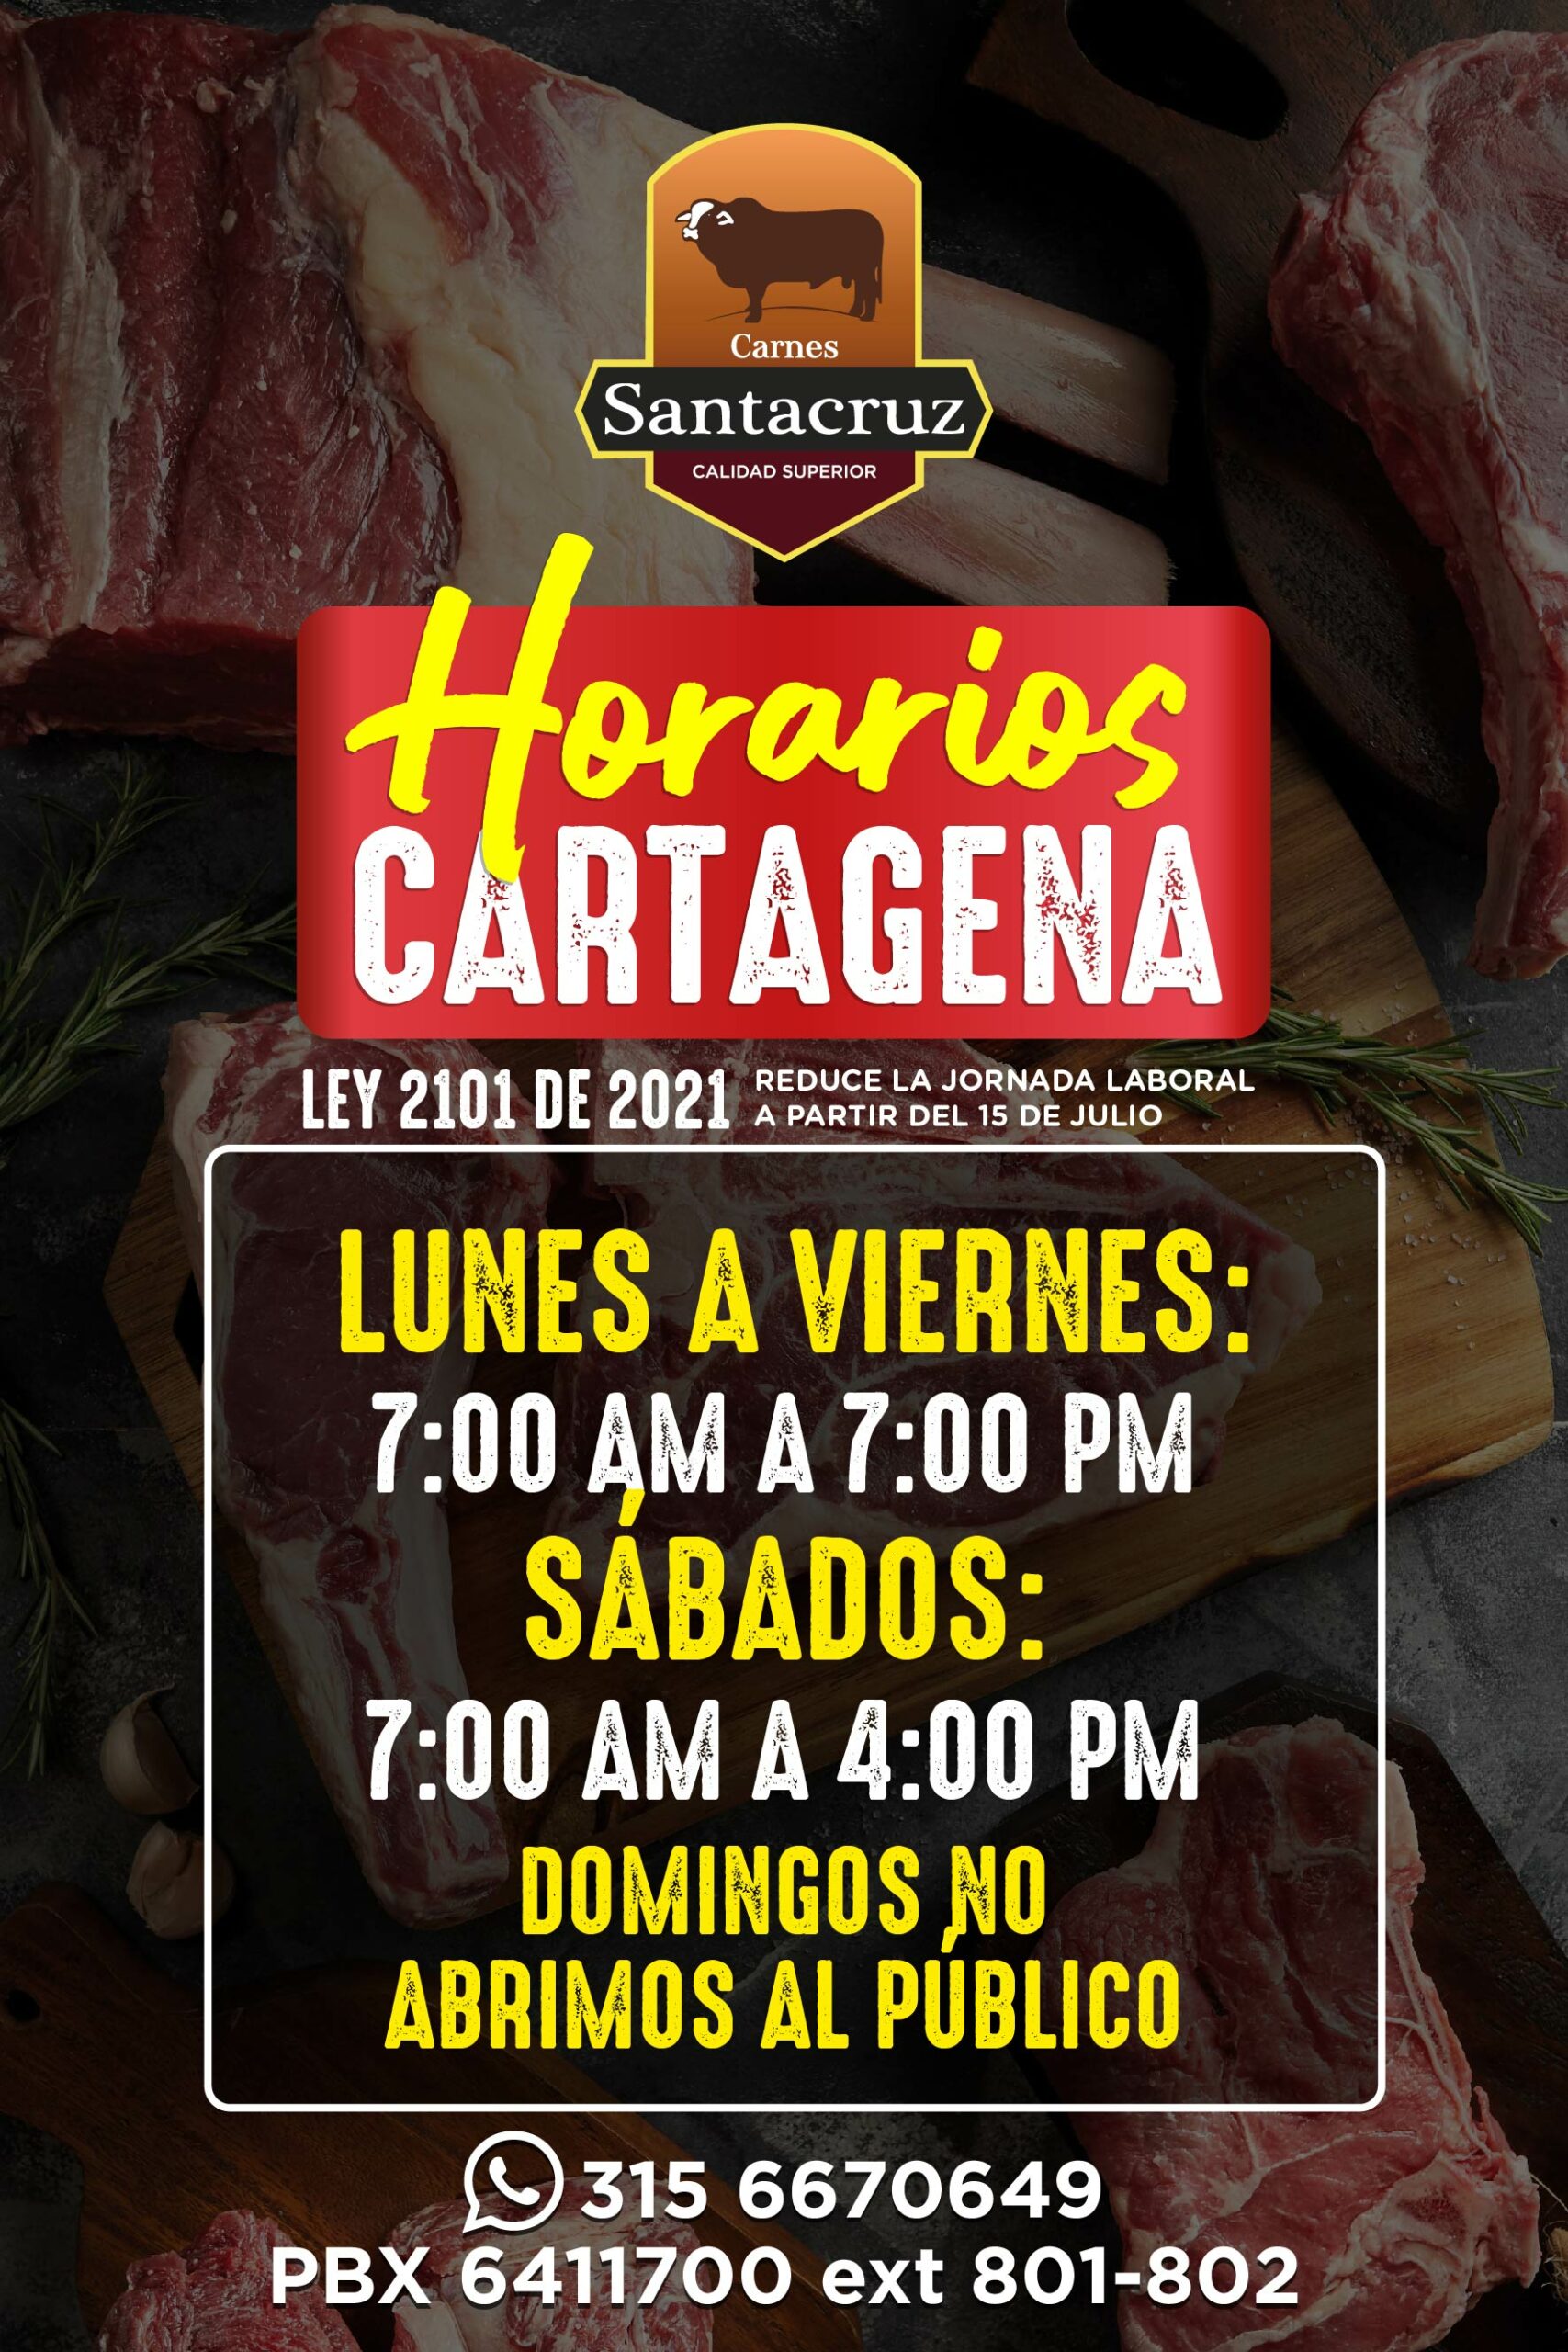 Carnes
Santacruz
CALIDAD SUPERIOR
Horarios
CARTAGENA
LEY 2101 DE 2021
REDUCE LA JORNADA LABORAL
A PARTIR DEL 15 DE JULIO
LUNES A VIERNES:
7:00 AM A 7:00 PM
SÁBADOS:
7:00 AM A 4:00 PM
DOMINGOS NO
ABRIMOS AL PÚBLICO
315 6670649
PBX 6411700 ext 801-802